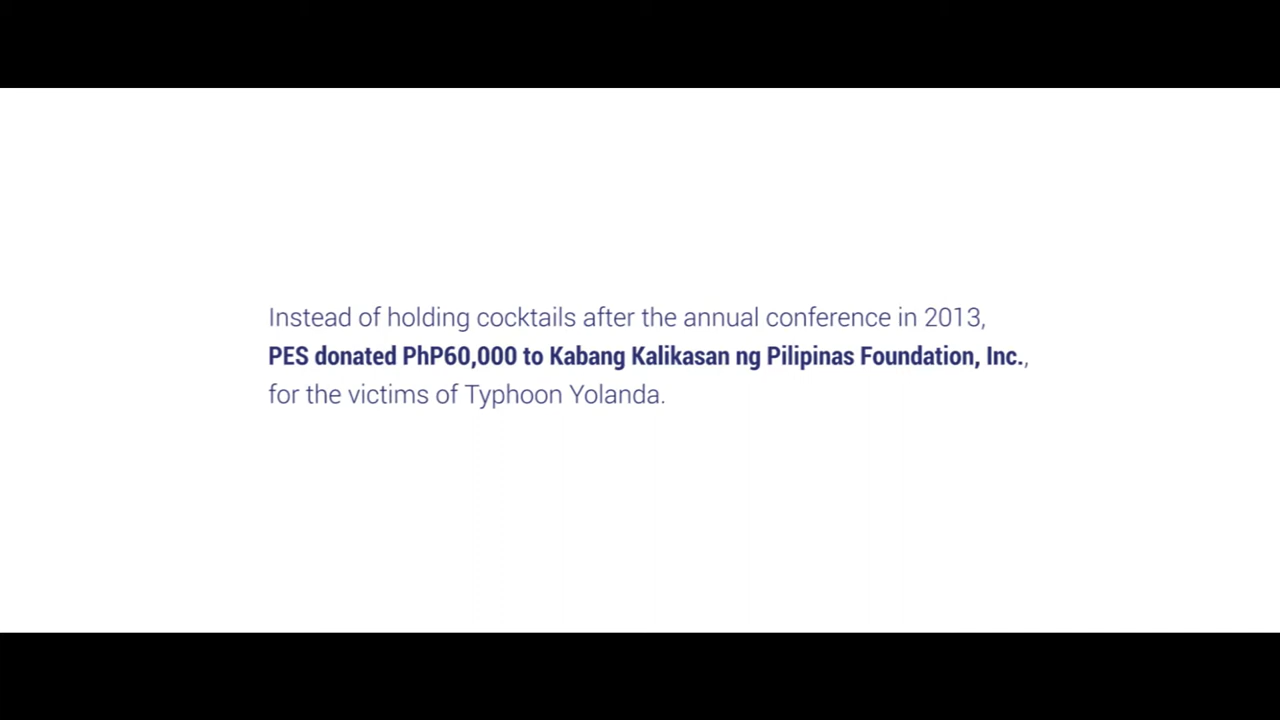 Instead of holding cocktails after the annual conference in 2013,
PES donated PhP60,000 to Kabang Kalikasan ng Pilipinas Foundation, Inc.,
for the victims of Typhoon Yolanda.